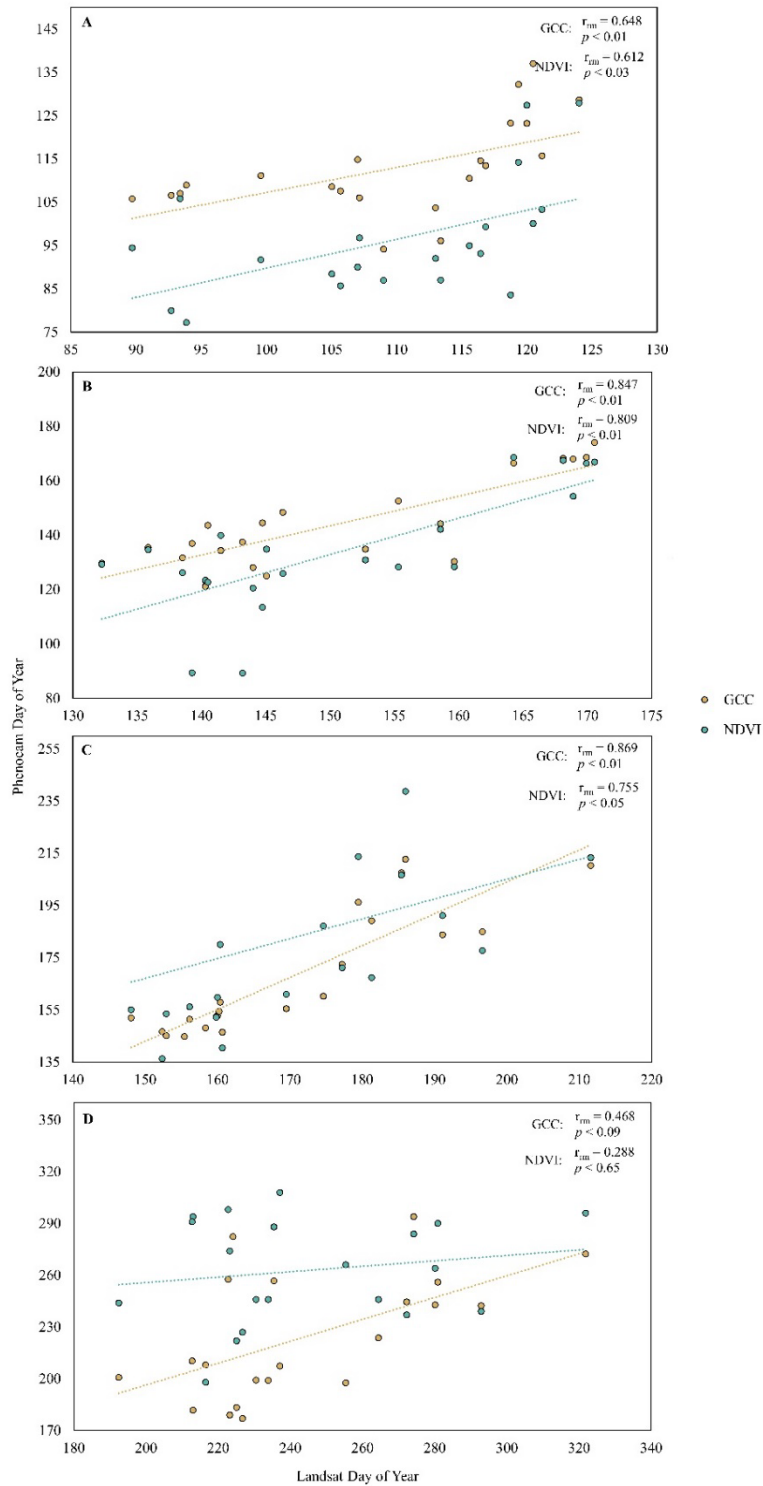 A
GCC: r_rm = 0.648
p < 0.01
NDVI: r_rm = 0.612
p < 0.03
145
135
125
115
105
95
85
75
85 90 95 100 105 110 115 120 125 130
B
GCC: r_rm = 0.847
p < 0.01
NDVI: r_rm = 0.809
p < 0.01
200
180
160
140
120
100
80
130 135 140 145 150 155 160 165 170 175
Phenocam Day of Year
GCC
NDVI
C
GCC: r_rm = 0.869
p < 0.01
NDVI: r_rm = 0.755
p < 0.05
255
235
215
195
175
155
135
140 150 160 170 180 190 200 210 220
D
GCC: r_rm = 0.468
p < 0.09
NDVI: r_rm = 0.288
p < 0.65
350
320
290
260
230
200
170
180 200 220 240 260 280 300 320 340
Landsat Day of Year